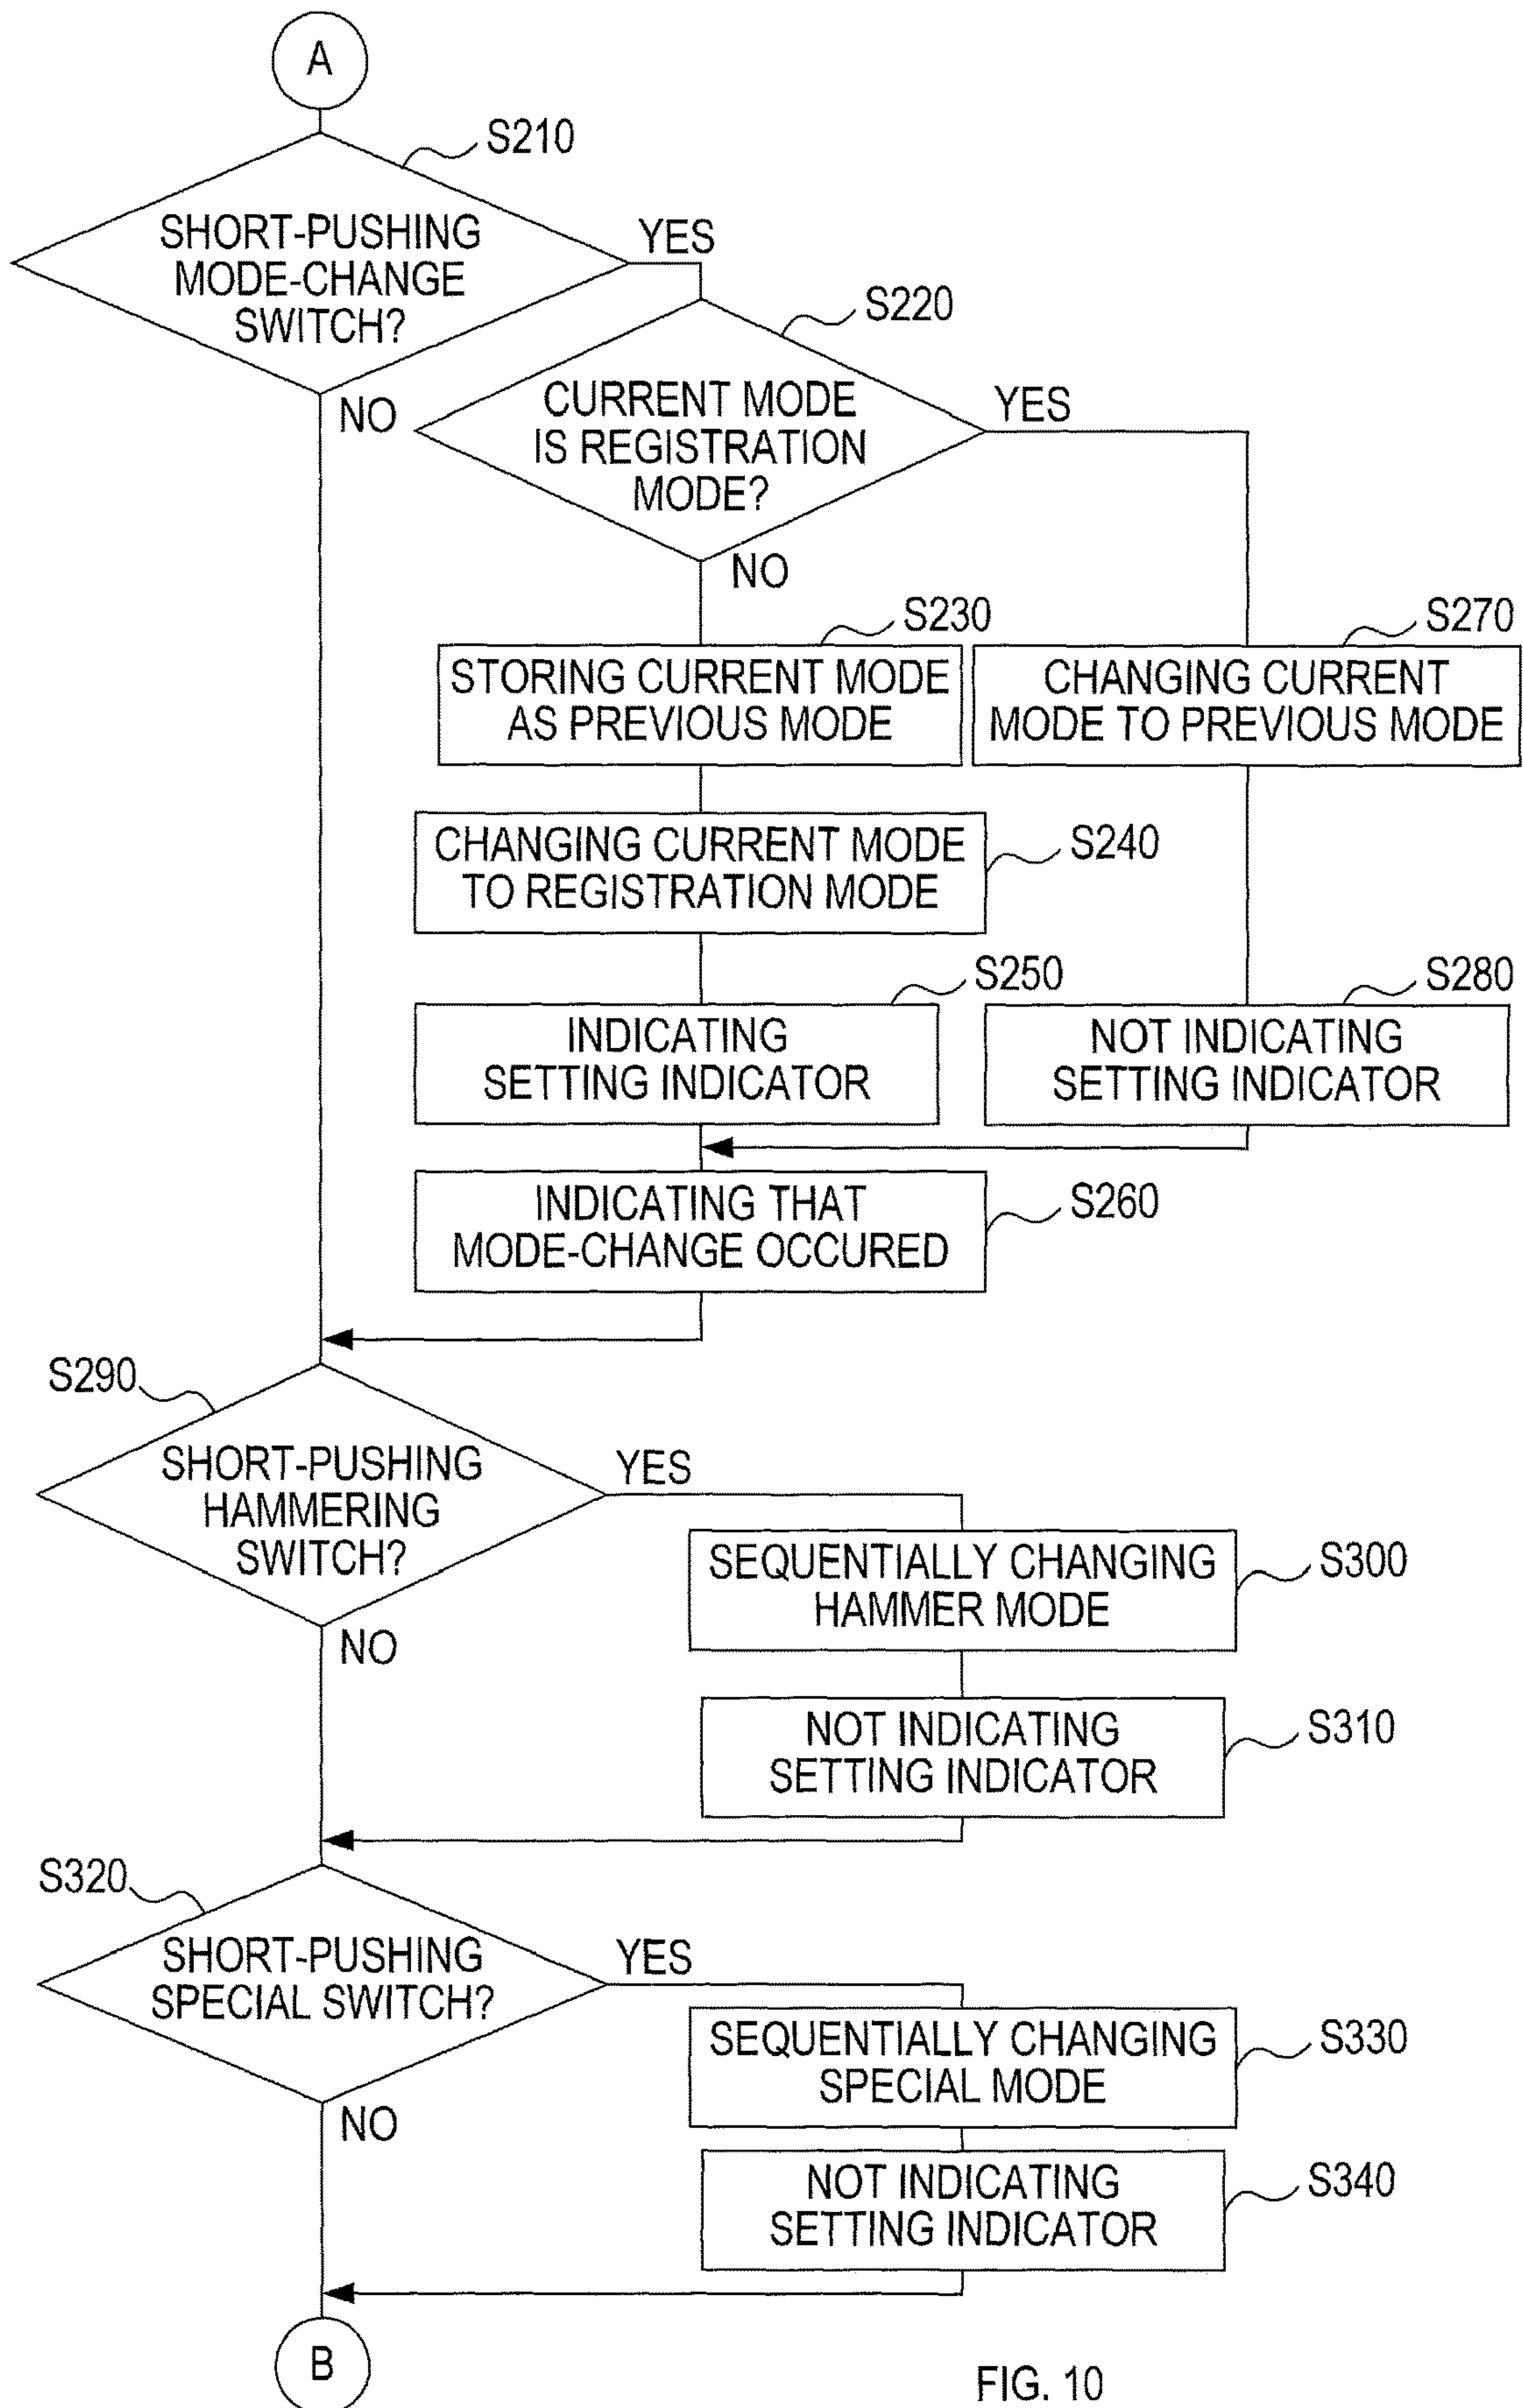 A
S210
SHORT-PUSHING
MODE-CHANGE
SWITCH?
YES
NO
S220
CURRENT MODE
IS REGISTRATION
MODE?
YES
NO
S230
STORING CURRENT MODE
AS PREVIOUS MODE
S270
CHANGING CURRENT
MODE TO PREVIOUS MODE
CHANGING CURRENT MODE
TO REGISTRATION MODE
S240
S250
INDICATING
SETTING INDICATOR
S280
NOT INDICATING
SETTING INDICATOR
INDICATING THAT
MODE-CHANGE OCCURED
S260
S290
SHORT-PUSHING
HAMMERING
SWITCH?
YES
NO
SEQUENTIALLY CHANGING
HAMMER MODE
S300
NOT INDICATING
SETTING INDICATOR
S310
S320
SHORT-PUSHING
SPECIAL SWITCH?
YES
NO
SEQUENTIALLY CHANGING
SPECIAL MODE
S330
NOT INDICATING
SETTING INDICATOR
S340
B
FIG. 10